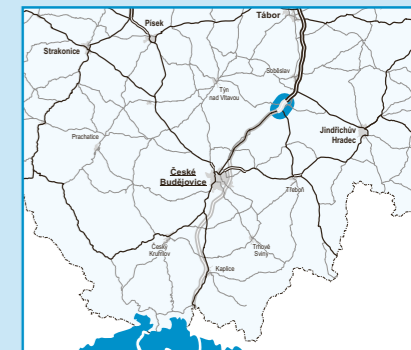 Tábor
Písek
Strakonice
Soběslav
Týn
nad Vltavou
Jindřichův
Hradec
Prachatice
České
Budějovice
Třeboň
Český
Krumlov
Trhové
Sviny
Kaplice